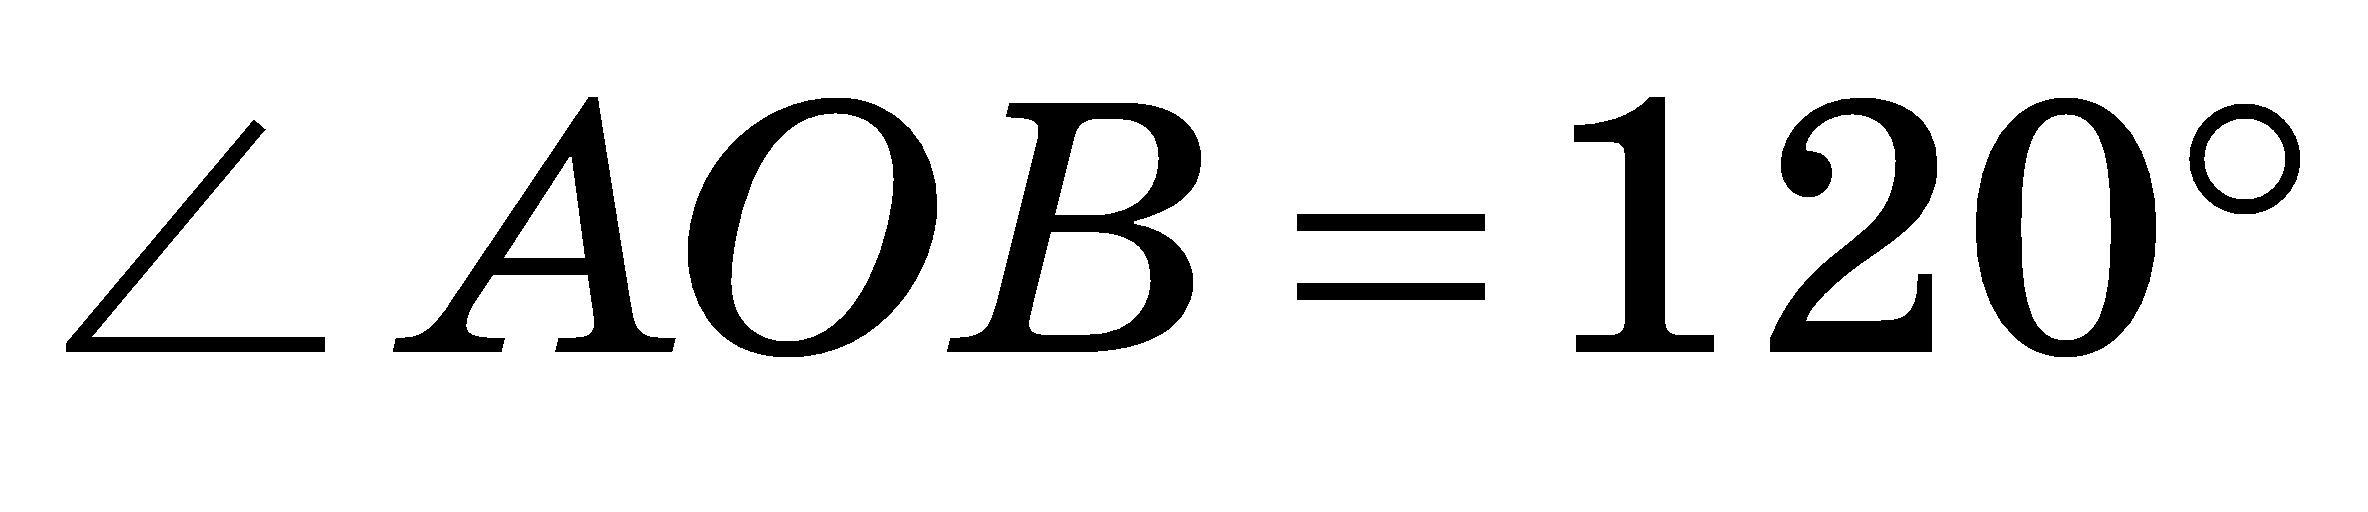 ∠AOB = 120°